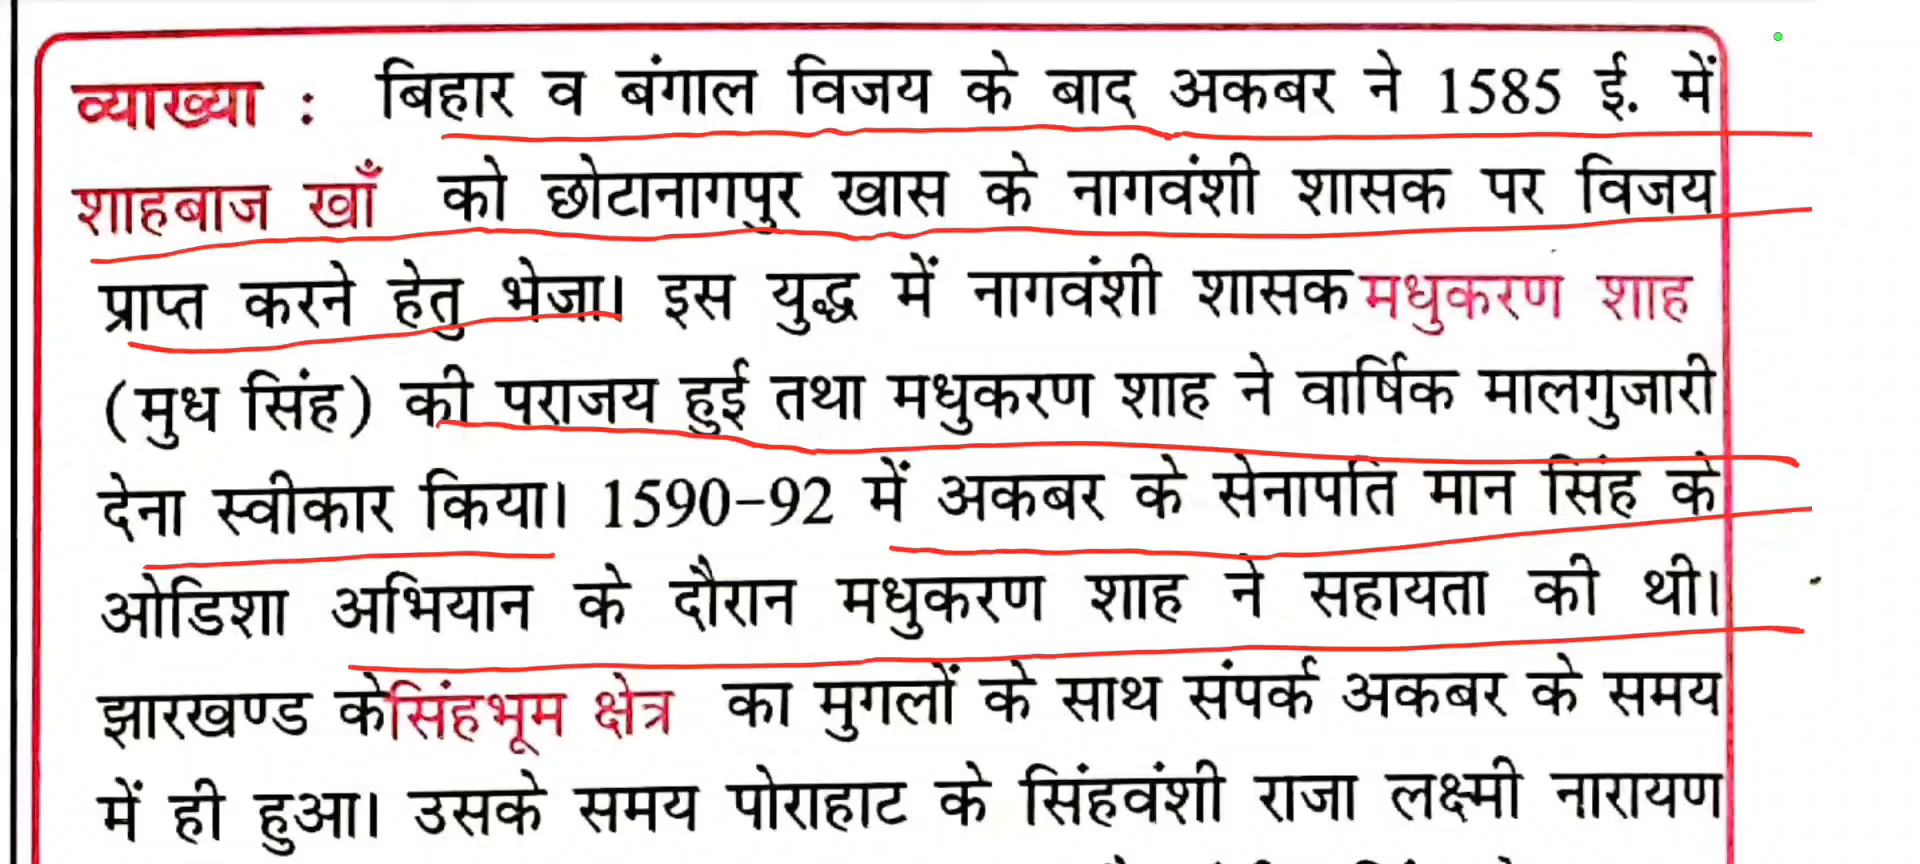 व्याख्या : बिहार व बंगाल विजय के बाद अकबर ने 1585 ई. में
शाहबाज खाँ को छोटानागपुर खास के नागवंशी शासक पर विजय
प्राप्त करने हेतु भेजा। इस युद्ध में नागवंशी शासक मधुकरण शाह
(मुध सिंह) की पराजय हुई तथा मधुकरण शाह ने वार्षिक मालगुजारी
देना स्वीकार किया। 1590-92 में अकबर के सेनापति मान सिंह के
ओडिशा अभियान के दौरान मधुकरण शाह ने सहायता की थी।
झारखण्ड के सिंहभूम क्षेत्र का मुगलों के साथ संपर्क अकबर के समय
में ही हुआ। उसके समय पोराहाट के सिंहवंशी राजा लक्ष्मी नारायण